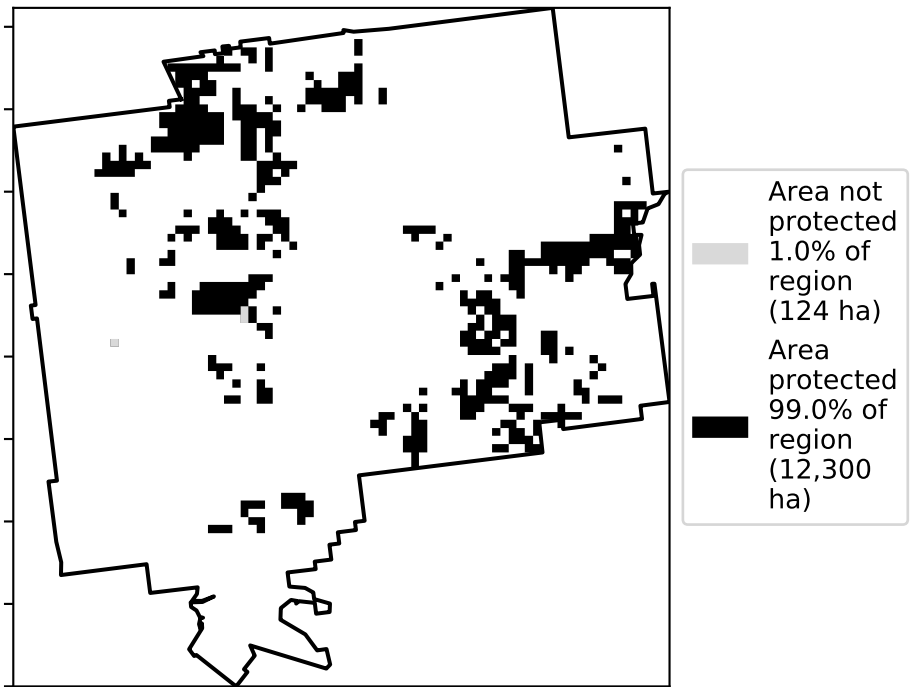 Area not
protected
1.0% of
region
(124 ha)
Area
protected
99.0% of
region
(12,300
ha)